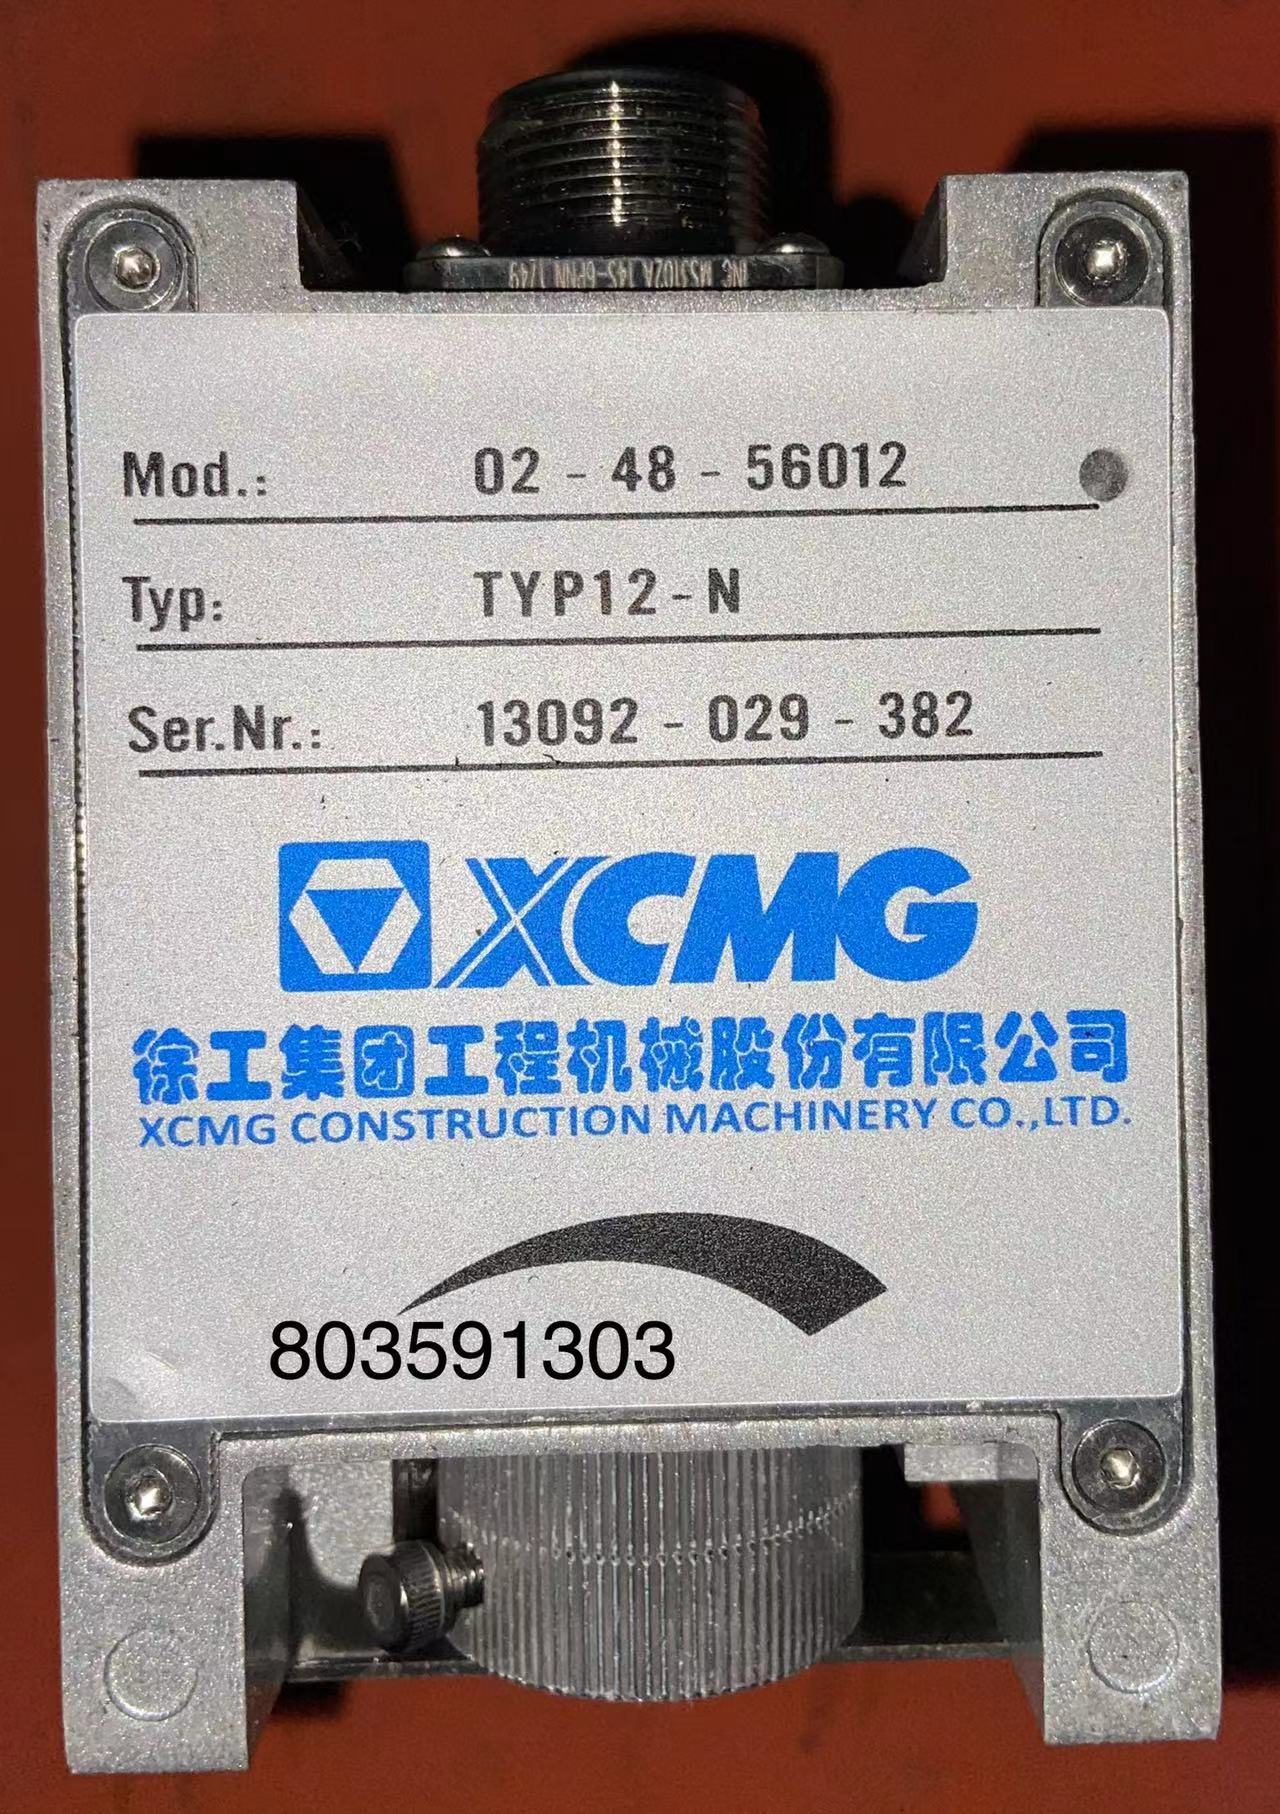 Mod.: 02 - 48 - 56012
Typ: TYP12-N
Ser.Nr.: 13092 - 029 - 382
XCMG
徐工集团工程机械股份有限公司
XCMG CONSTRUCTION MACHINERY CO.,LTD.
803591303